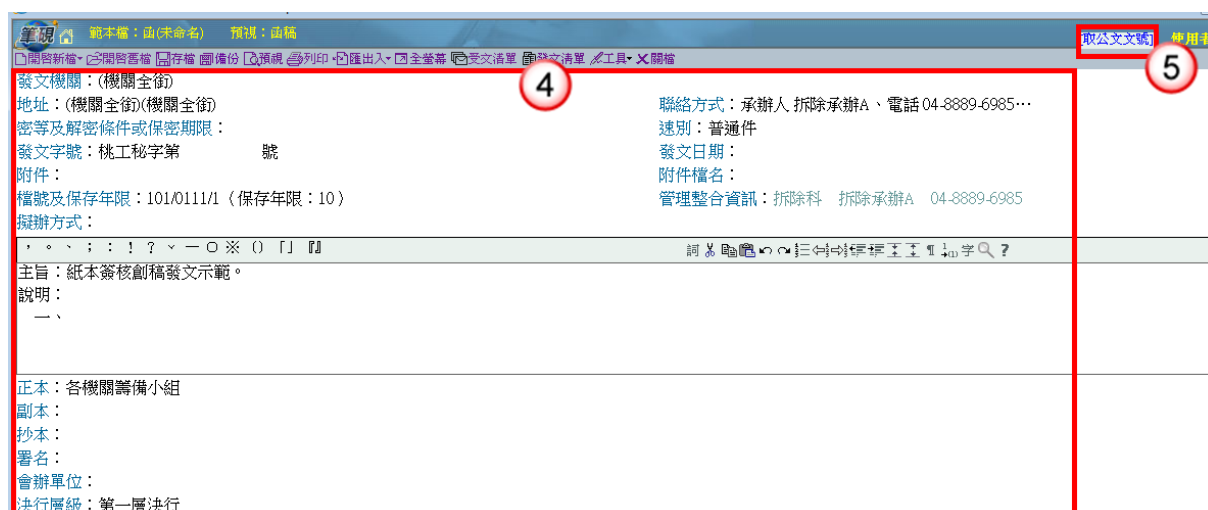 筆硯 範本檔：函(未命名) 預視：函稿 [取公文文號] 使用者
開啓新檔 開啓舊檔 存檔 備份 預視 列印 匯出入 全螢幕 受文清單 發文清單 工具 關檔
4 5
發文機關：(機關全銜)
地址：(機關全銜)(機關全銜) 聯絡方式：承辦人 拆除承辦A、電話04-8889-6985…
密等及解密條件或保密期限： 速別：普通件
發文字號：桃工秘字第 號 發文日期：
附件： 附件檔名：
檔號及保存年限：101/0111/1（保存年限：10） 管理整合資訊：拆除科 拆除承辦A 04-8889-6985
擬辦方式：
， 。 、 ； ： ！ ？ ˇ — ○ ※ () 「」 『』 詞 ¶ 字 ?
主旨：紙本簽核創稿發文示範。
說明：
一、
正本：各機關籌備小組
副本：
抄本：
署名：
會辦單位：
決行層級：第一層決行